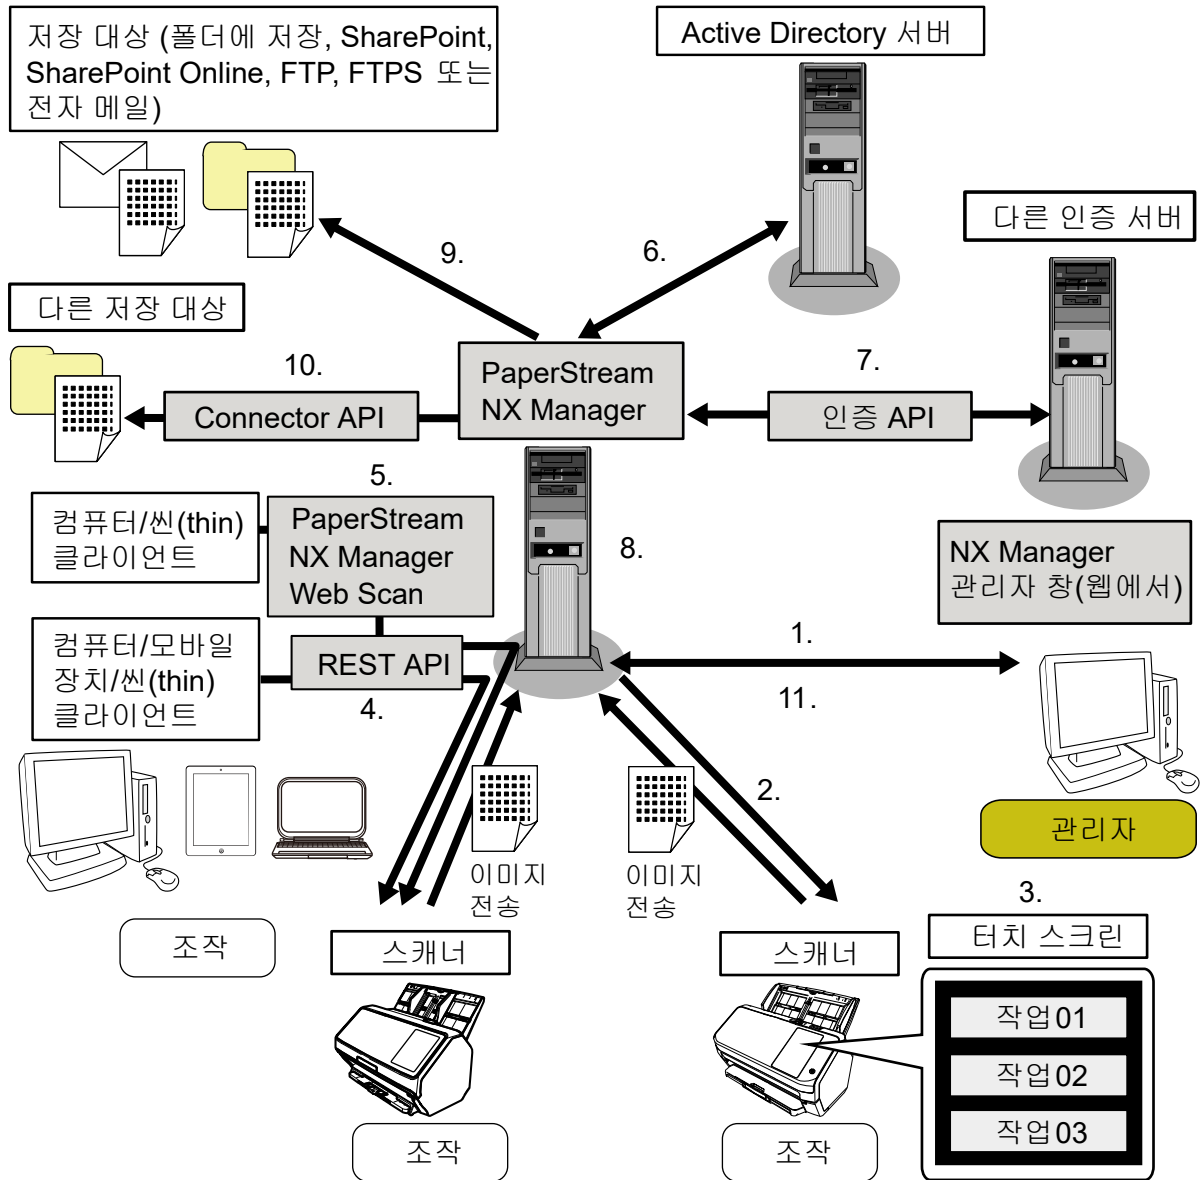 저장 대상 (폴더에 저장, SharePoint,
SharePoint Online, FTP, FTPS 또는
전자 메일)
Active Directory 서버
다른 인증 서버
9.
6.
다른 저장 대상
10.
Connector API
PaperStream
NX Manager
7.
인증 API
5.
컴퓨터/씬(thin)
클라이언트
PaperStream
NX Manager
Web Scan
8.
NX Manager
관리자 창(웹에서)
컴퓨터/모바일
장치/씬(thin)
클라이언트
REST API
4.
1.
11.
2.
관리자
이미지
전송
이미지
전송
3.
조작
스캐너
스캐너
터치 스크린
작업01
작업02
작업03
조작
조작